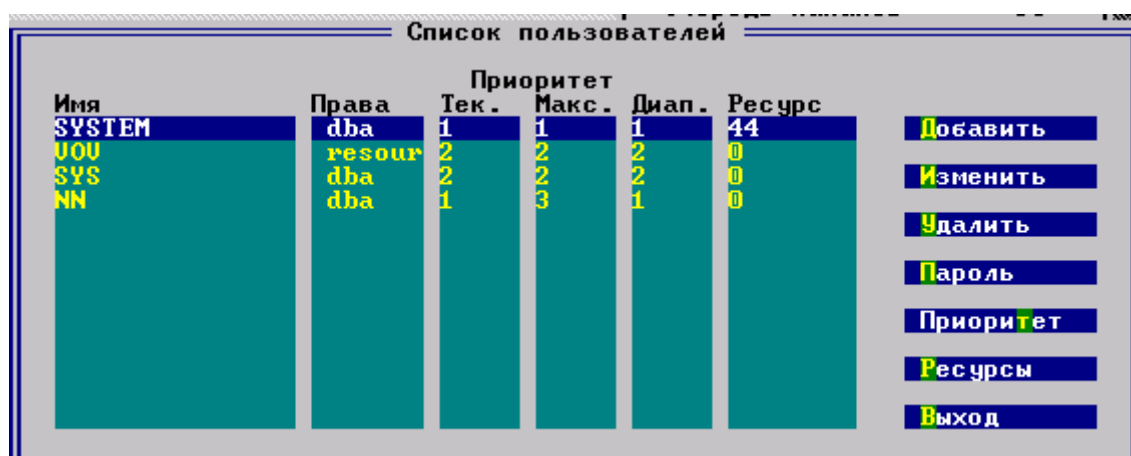 Список пользователей
Приоритет
Имя Права Тек. Макс. Диап. Ресурс
SYSTEM dba 1 1 1 44
VOV resour 2 2 2 0
SYS dba 2 2 2 0
NN dba 1 3 1 0
Добавить
Изменить
Удалить
Пароль
Приоритет
Ресурсы
Выход